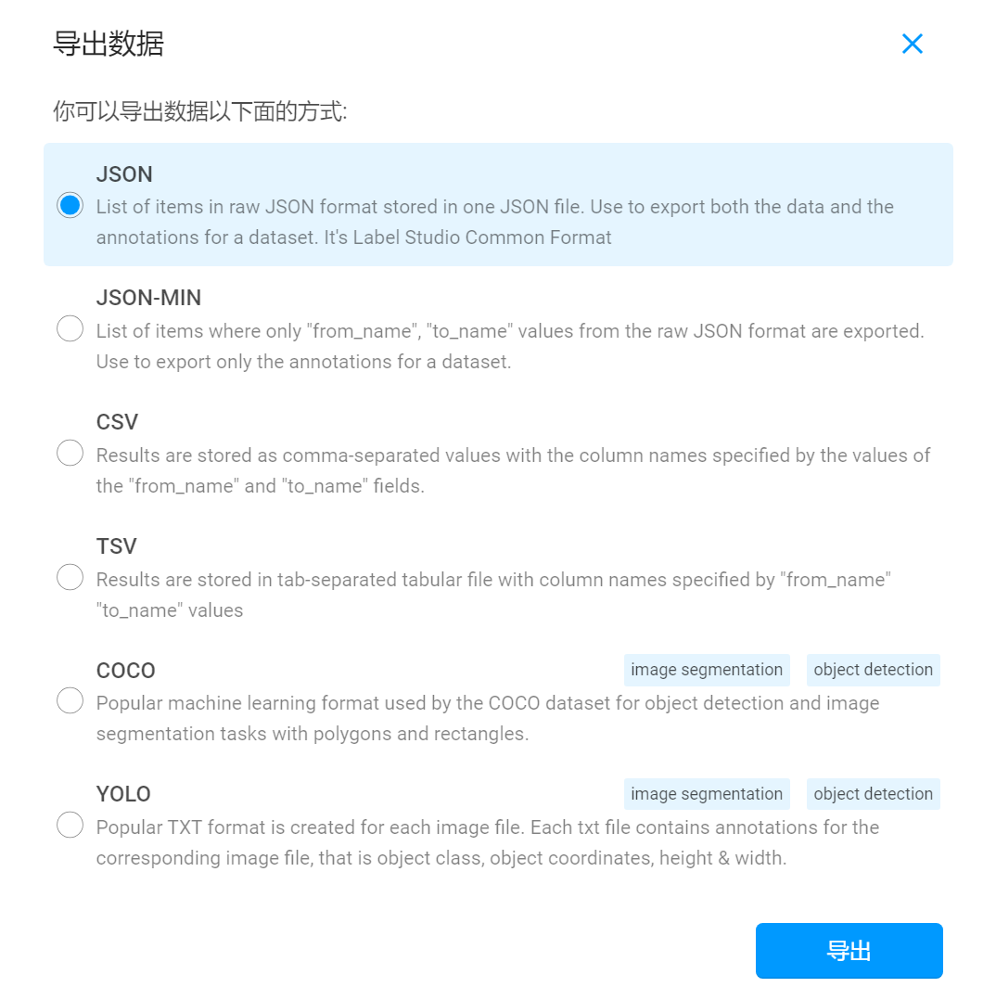 导出数据
你可以导出数据以下面的方式:
JSON
List of items in raw JSON format stored in one JSON file. Use to export both the data and the
annotations for a dataset. It's Label Studio Common Format
JSON-MIN
List of items where only "from_name", "to_name" values from the raw JSON format are exported.
Use to export only the annotations for a dataset.
CSV
Results are stored as comma-separated values with the column names specified by the values of
the "from_name" and "to_name" fields.
TSV
Results are stored in tab-separated tabular file with column names specified by "from_name"
"to_name" values
COCO image segmentation object detection
Popular machine learning format used by the COCO dataset for object detection and image
segmentation tasks with polygons and rectangles.
YOLO image segmentation object detection
Popular TXT format is created for each image file. Each txt file contains annotations for the
corresponding image file, that is object class, object coordinates, height & width.
导出